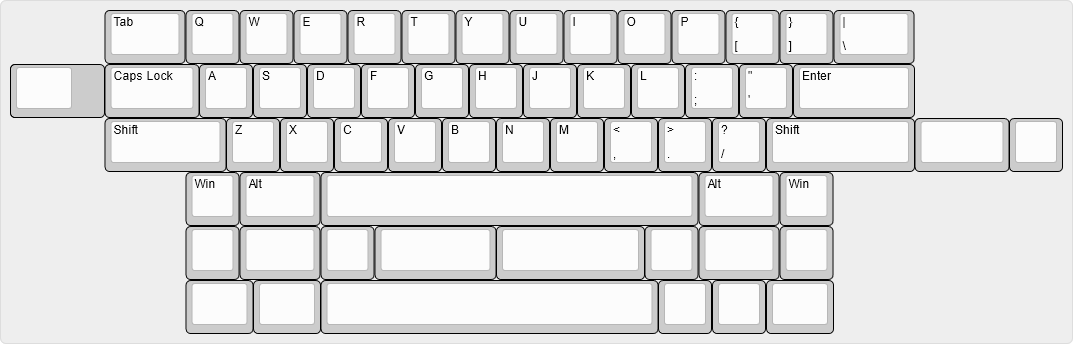 Tab Q W E R T Y U I O P { } |
[ ] \
Caps Lock A S D F G H J K L : " Enter
; '
Shift Z X C V B N M < > ? Shift
, . /
Win Alt Alt Win